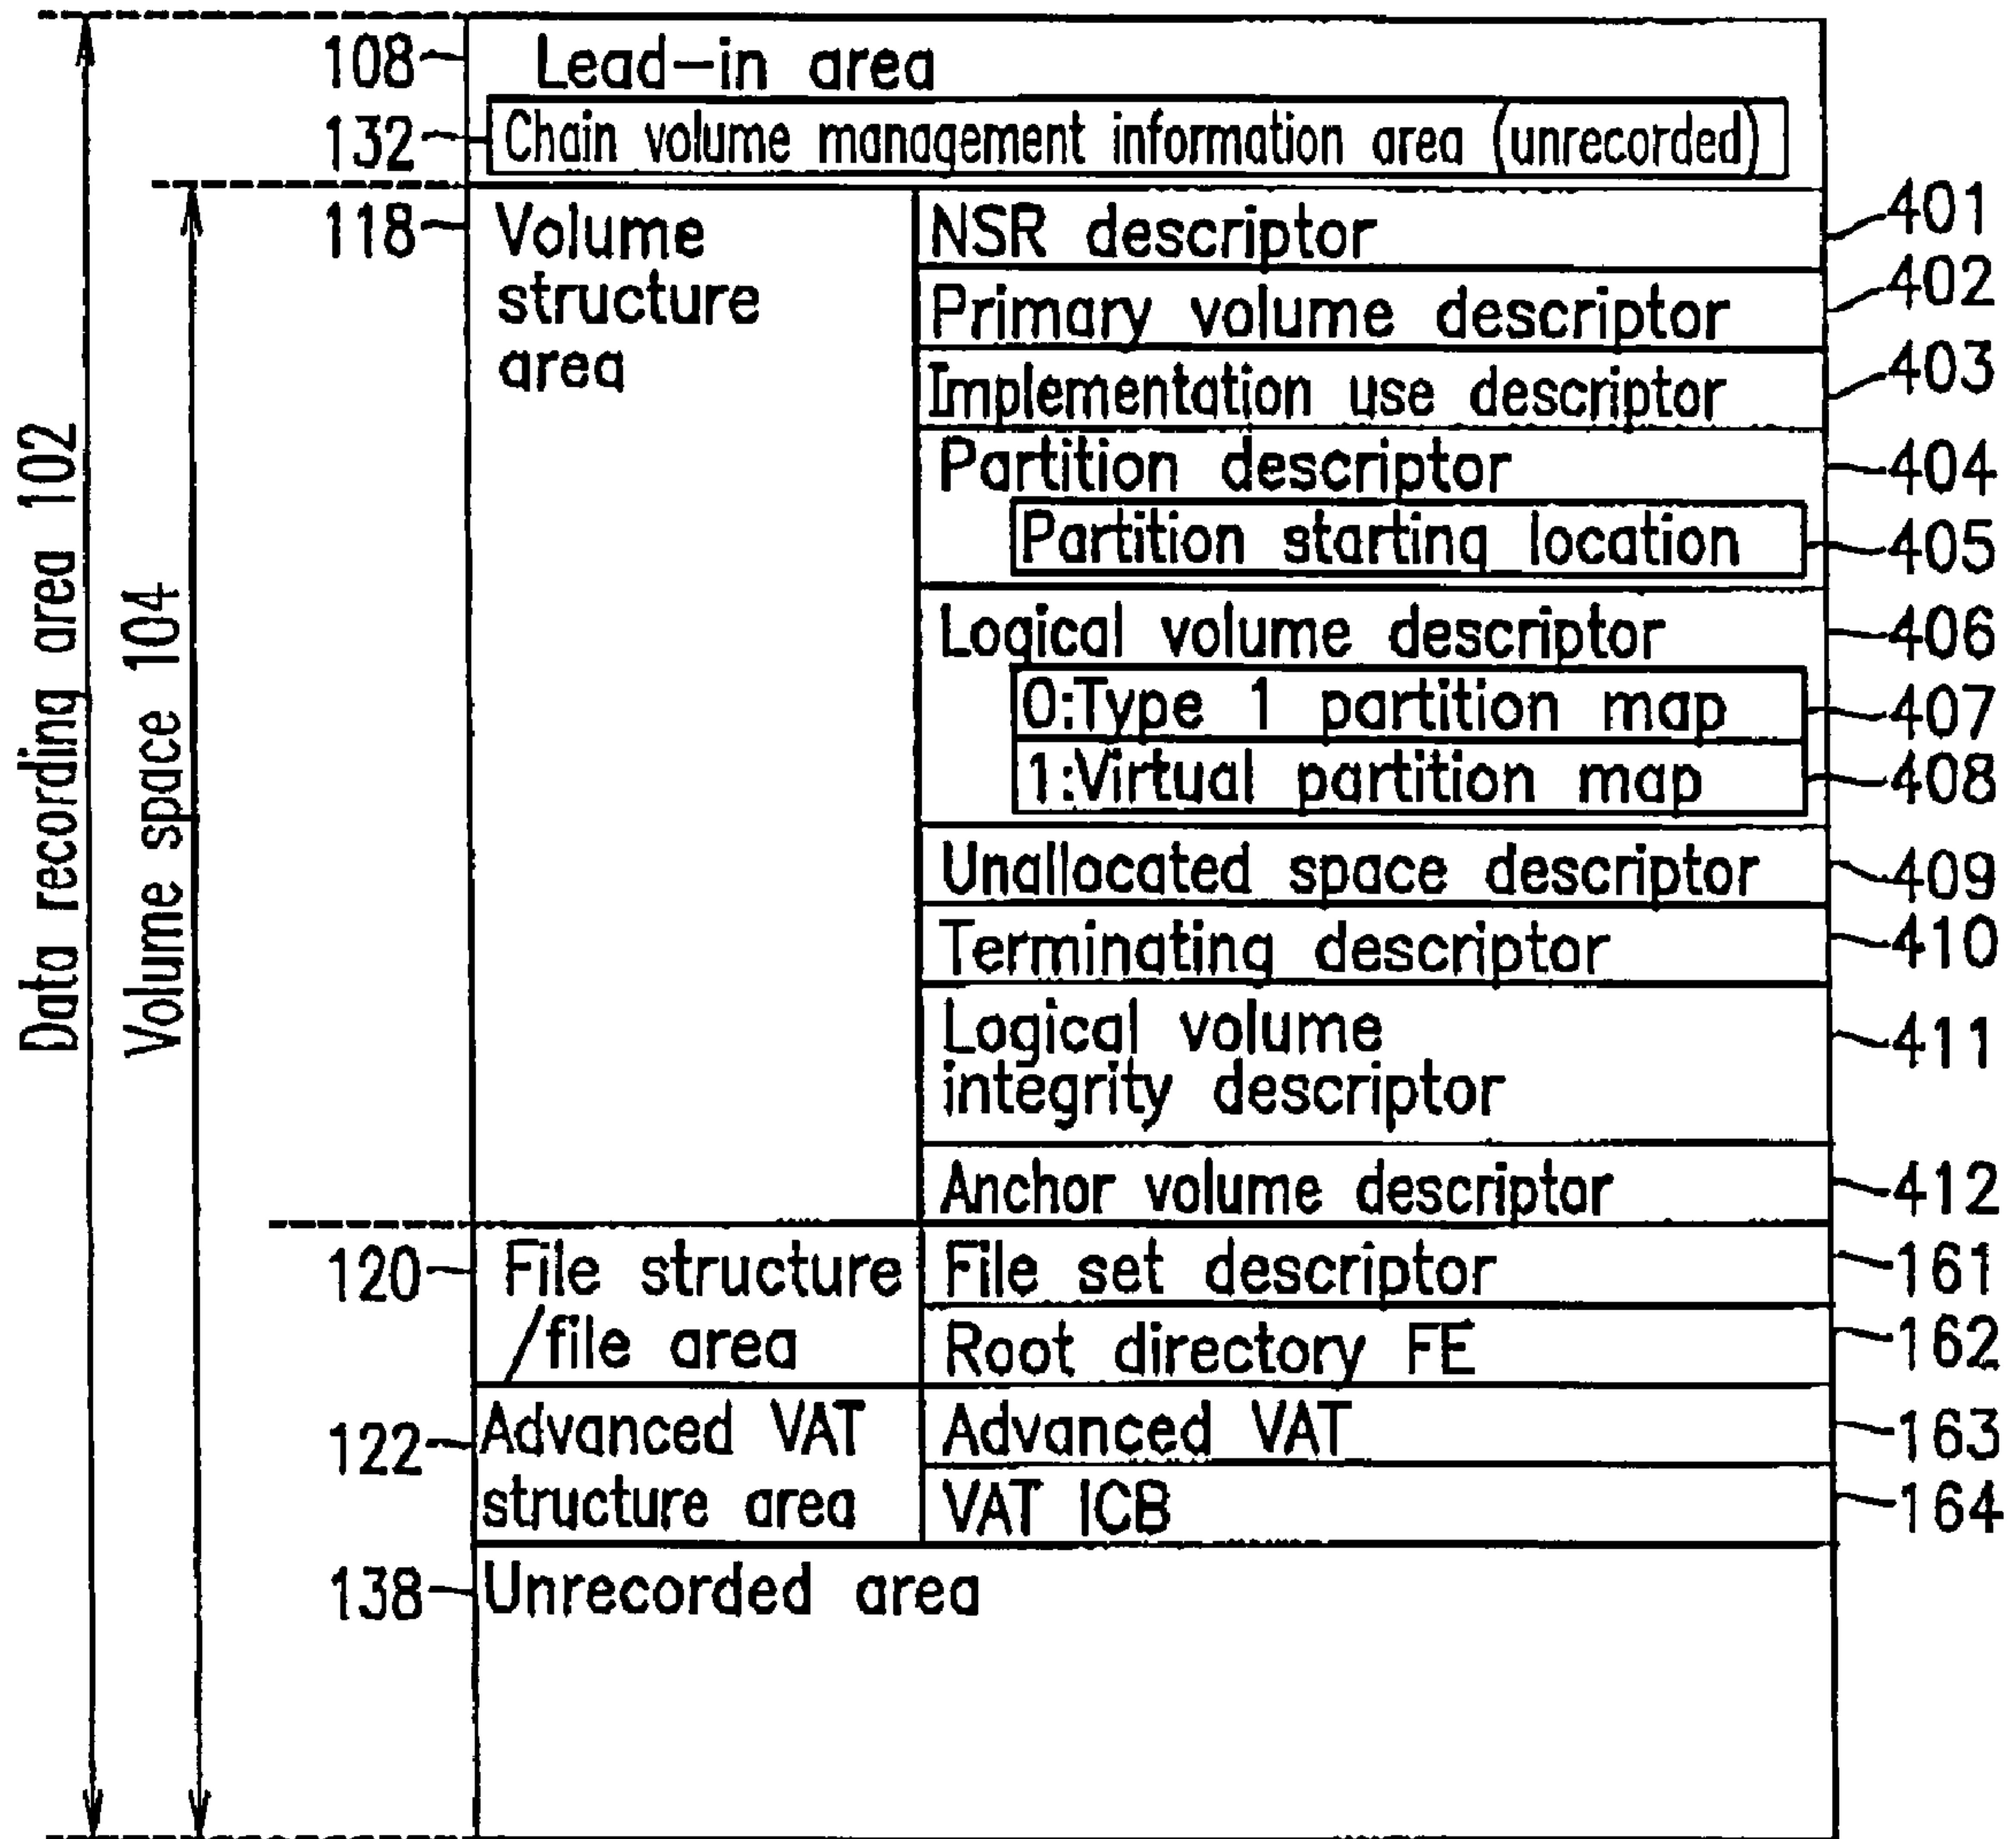 108 Lead-in area
132 Chain volume management information area (unrecorded)
118 Volume structure area
NSR descriptor 401
Primary volume descriptor 402
Implementation use descriptor 403
Partition descriptor 404
Partition starting location 405
Logical volume descriptor 406
0:Type 1 partition map 407
1:Virtual partition map 408
Unallocated space descriptor 409
Terminating descriptor 410
Logical volume
integrity descriptor 411
Anchor volume descriptor 412
120 File structure
/file area
File set descriptor 161
Root directory FE 162
122 Advanced VAT
structure area
Advanced VAT 163
VAT ICB 164
138 Unrecorded area
Data recording area 102
Volume space 104